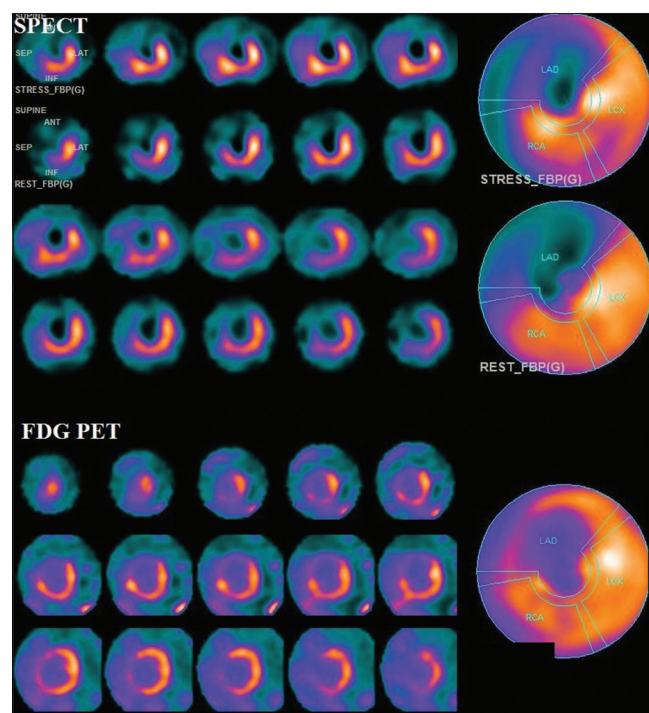 SUPINE
SPECT
ANT
SEP LAT
INF
STRESS_FBP(G)
SUPINE
ANT
SEP LAT
INF
REST_FBP(G)
LAD
LCX
RCA
STRESS_FBP(G)
LAD
LCX
RCA
REST_FBP(G)
FDG PET
LAD
LCX
RCA